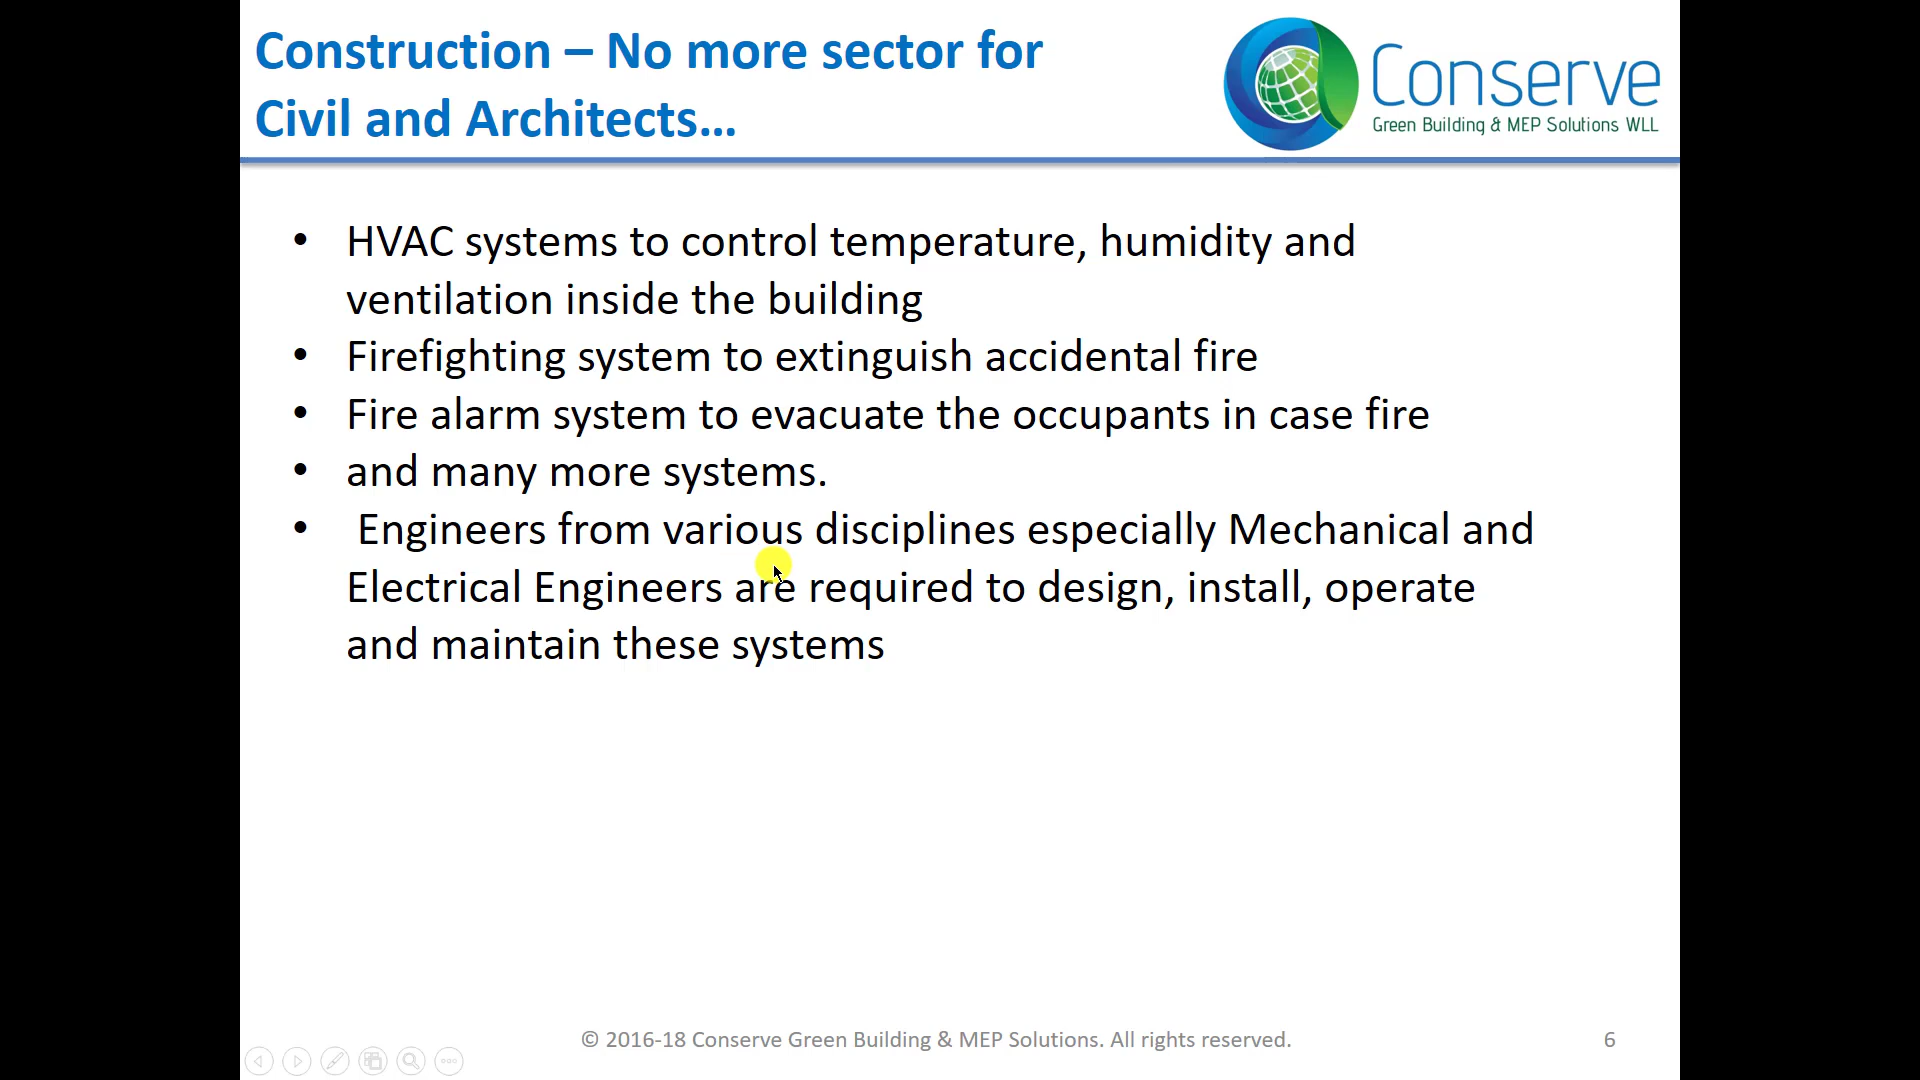 Construction – No more sector for
Civil and Architects...
Conserve
Green Building & MEP Solutions WLL
• HVAC systems to control temperature, humidity and
ventilation inside the building
• Firefighting system to extinguish accidental fire
• Fire alarm system to evacuate the occupants in case fire
• and many more systems.
• Engineers from various disciplines especially Mechanical and
Electrical Engineers are required to design, install, operate
and maintain these systems
© 2016-18 Conserve Green Building & MEP Solutions. All rights reserved.
6